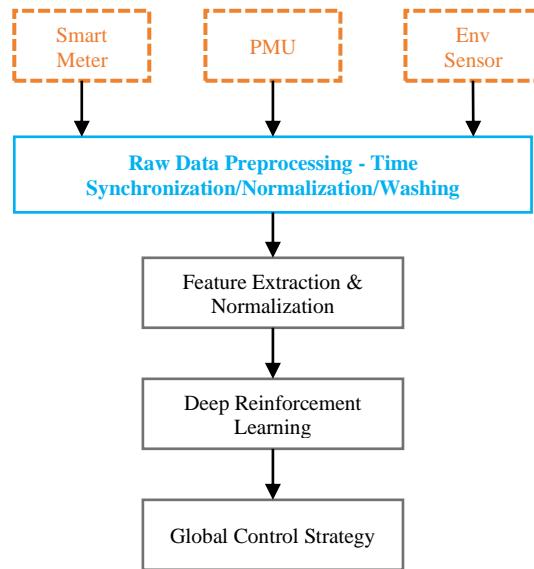 Smart
Meter
PMU
Env
Sensor
Raw Data Preprocessing - Time
Synchronization/Normalization/Washing
Feature Extraction &
Normalization
Deep Reinforcement
Learning
Global Control Strategy